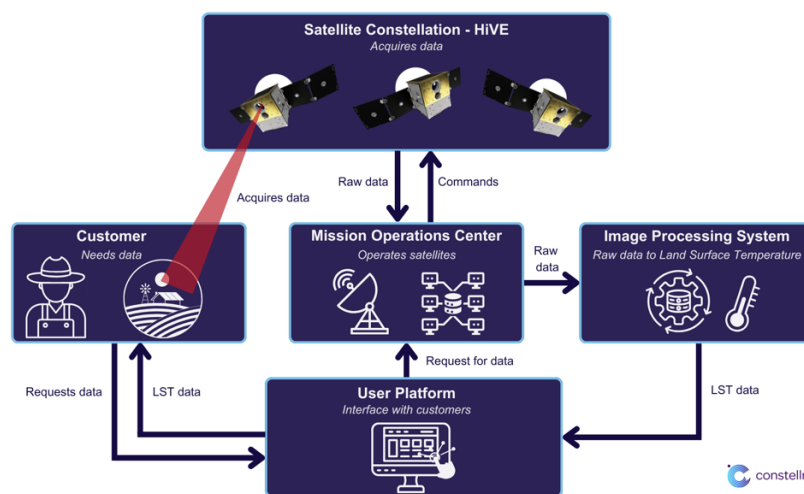 Satellite Constellation - HiVE
Acquires data
Raw data
Commands
Acquires data
Customer
Needs data
Mission Operations Center
Operates satellites
Raw
data
Image Processing System
Raw data to Land Surface Temperature
Requests data
LST data
Request for data
LST data
User Platform
Interface with customers